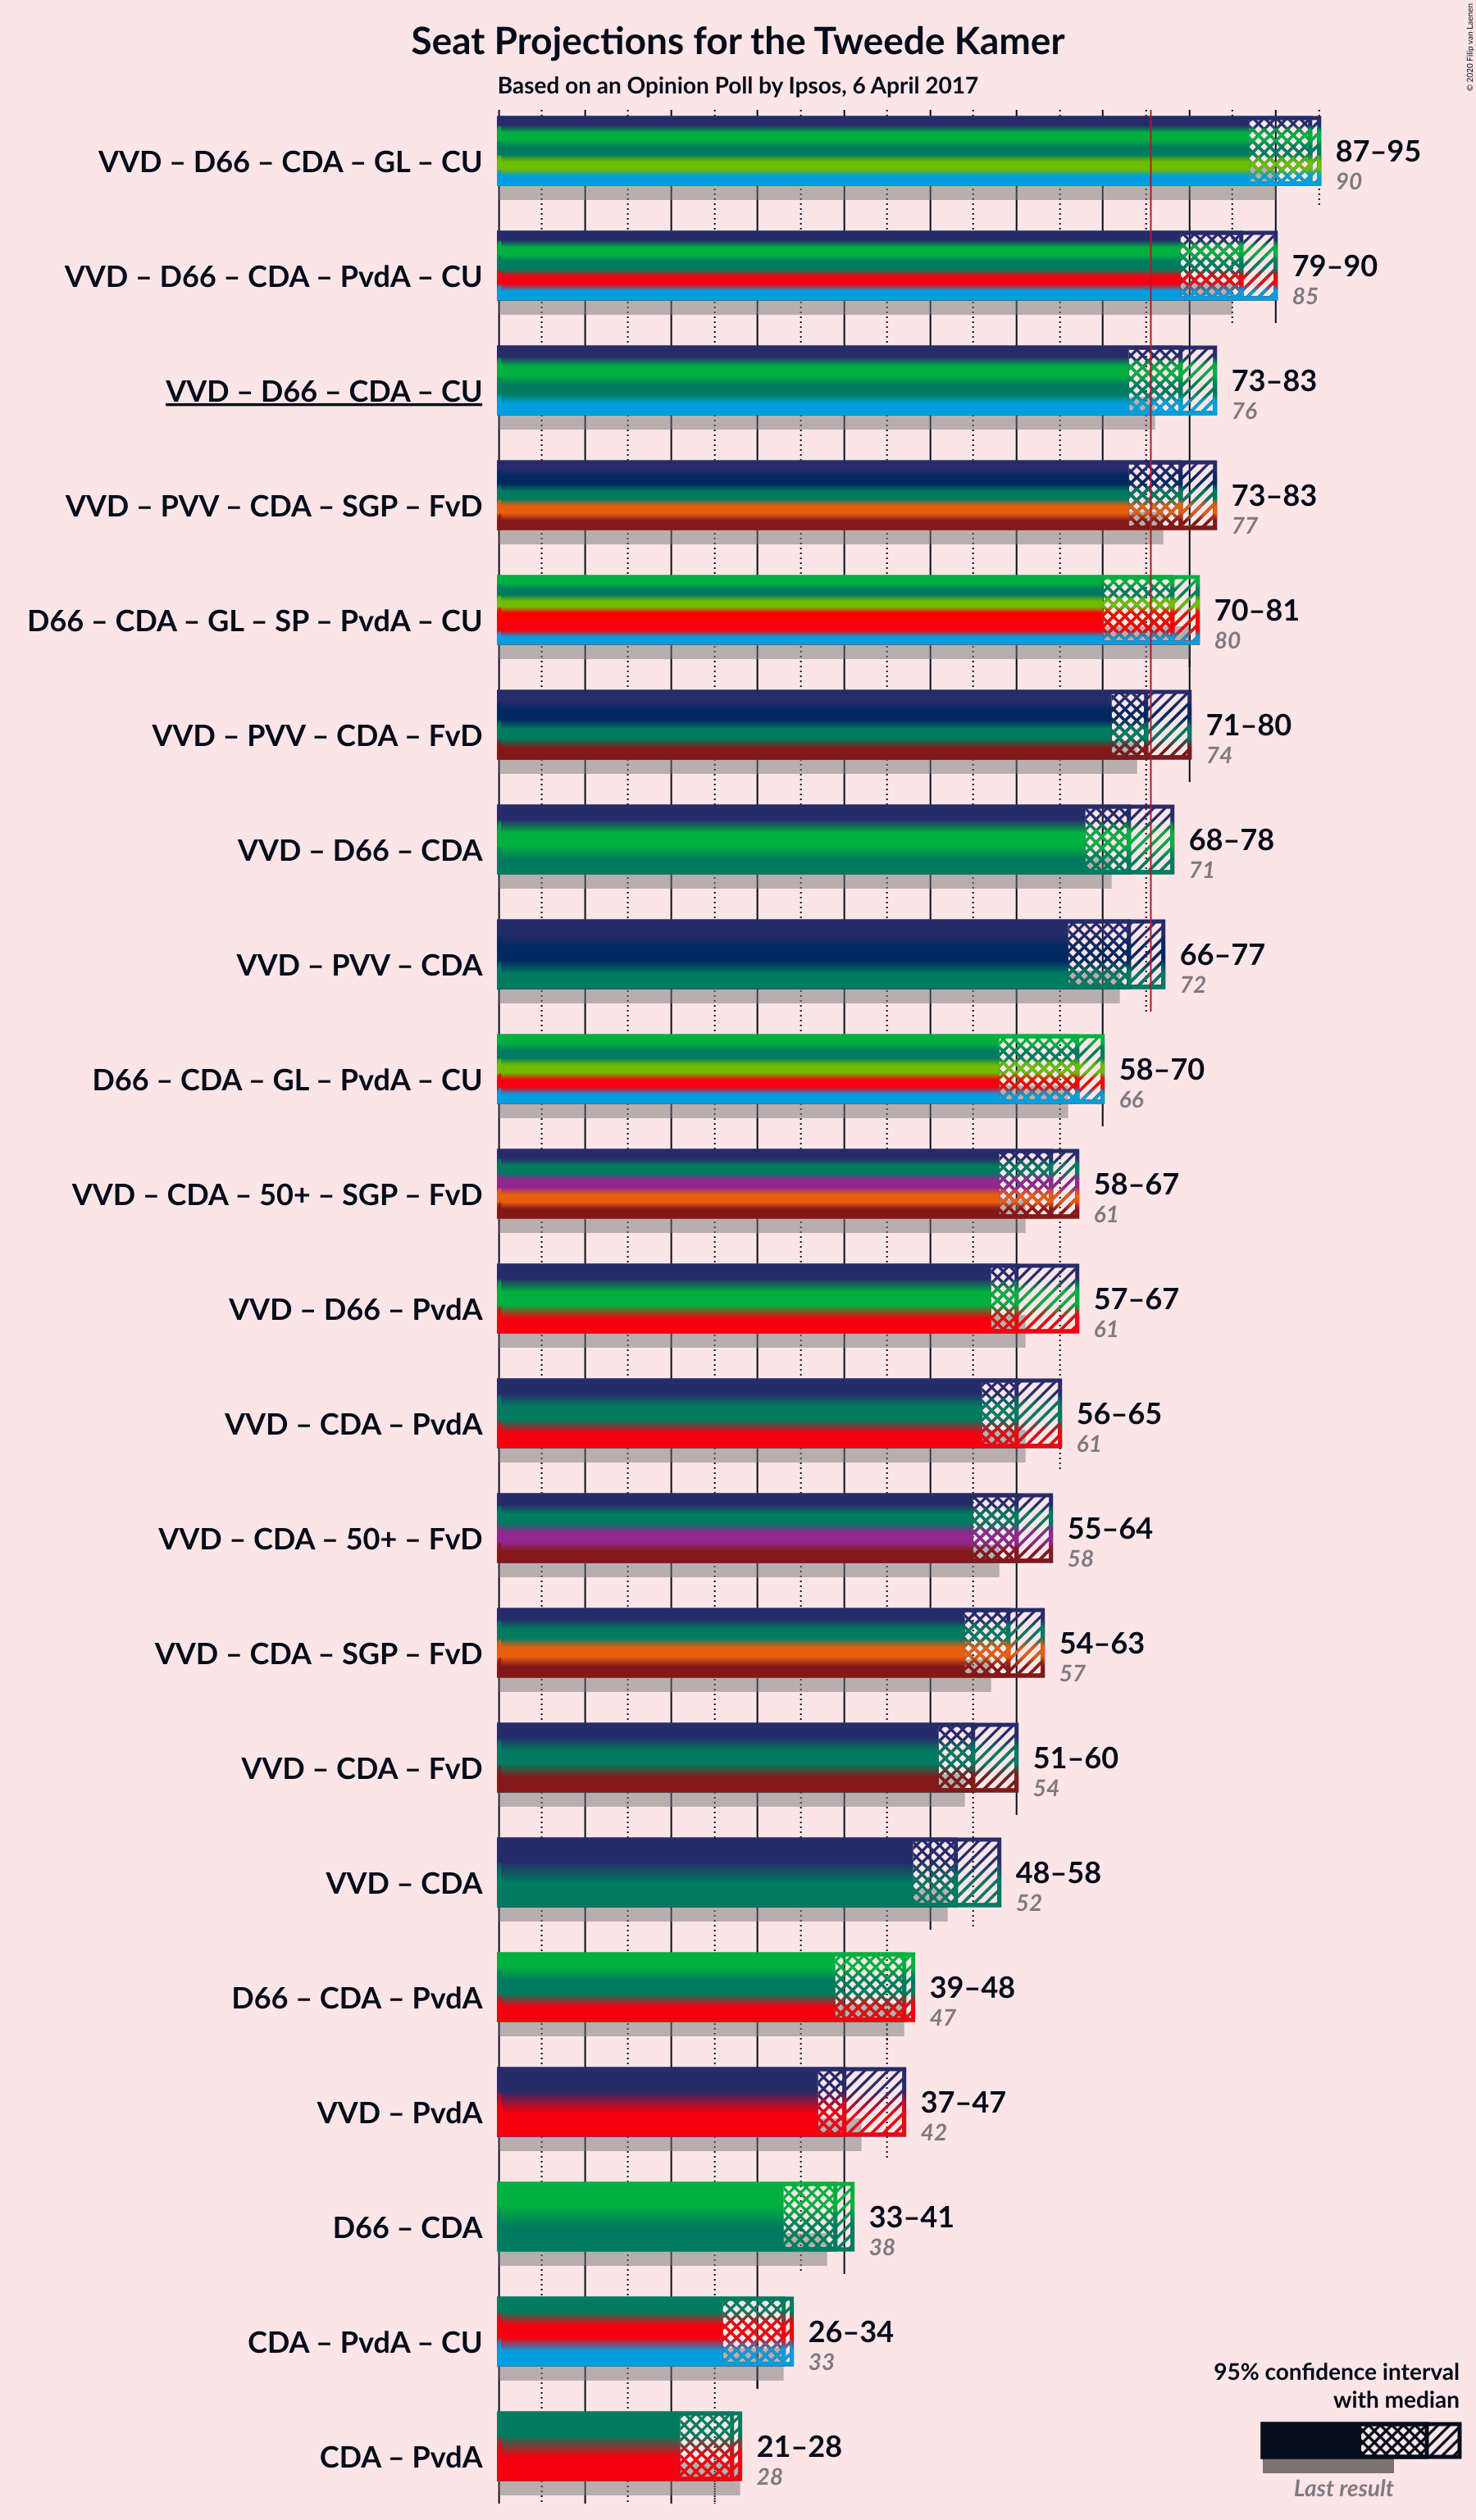 Seat Projections for the Tweede Kamer
Based on an Opinion Poll by Ipsos, 6 April 2017
© 2020 Filip van Laenen
VVD – D66 – CDA – GL – CU
87–95
90
VVD – D66 – CDA – PvdA – CU
79–90
85
VVD – D66 – CDA – CU
73–83
76
VVD – PVV – CDA – SGP – FvD
73–83
77
D66 – CDA – GL – SP – PvdA – CU
70–81
80
VVD – PVV – CDA – FvD
71–80
74
VVD – D66 – CDA
68–78
71
VVD – PVV – CDA
66–77
72
D66 – CDA – GL – PvdA – CU
58–70
66
VVD – CDA – 50+ – SGP – FvD
58–67
61
VVD – D66 – PvdA
57–67
61
VVD – CDA – PvdA
56–65
61
VVD – CDA – 50+ – FvD
55–64
58
VVD – CDA – SGP – FvD
54–63
57
VVD – CDA – FvD
51–60
54
VVD – CDA
48–58
52
D66 – CDA – PvdA
39–48
47
VVD – PvdA
37–47
42
D66 – CDA
33–41
38
CDA – PvdA – CU
26–34
33
CDA – PvdA
21–28
28
95% confidence interval
with median
Last result